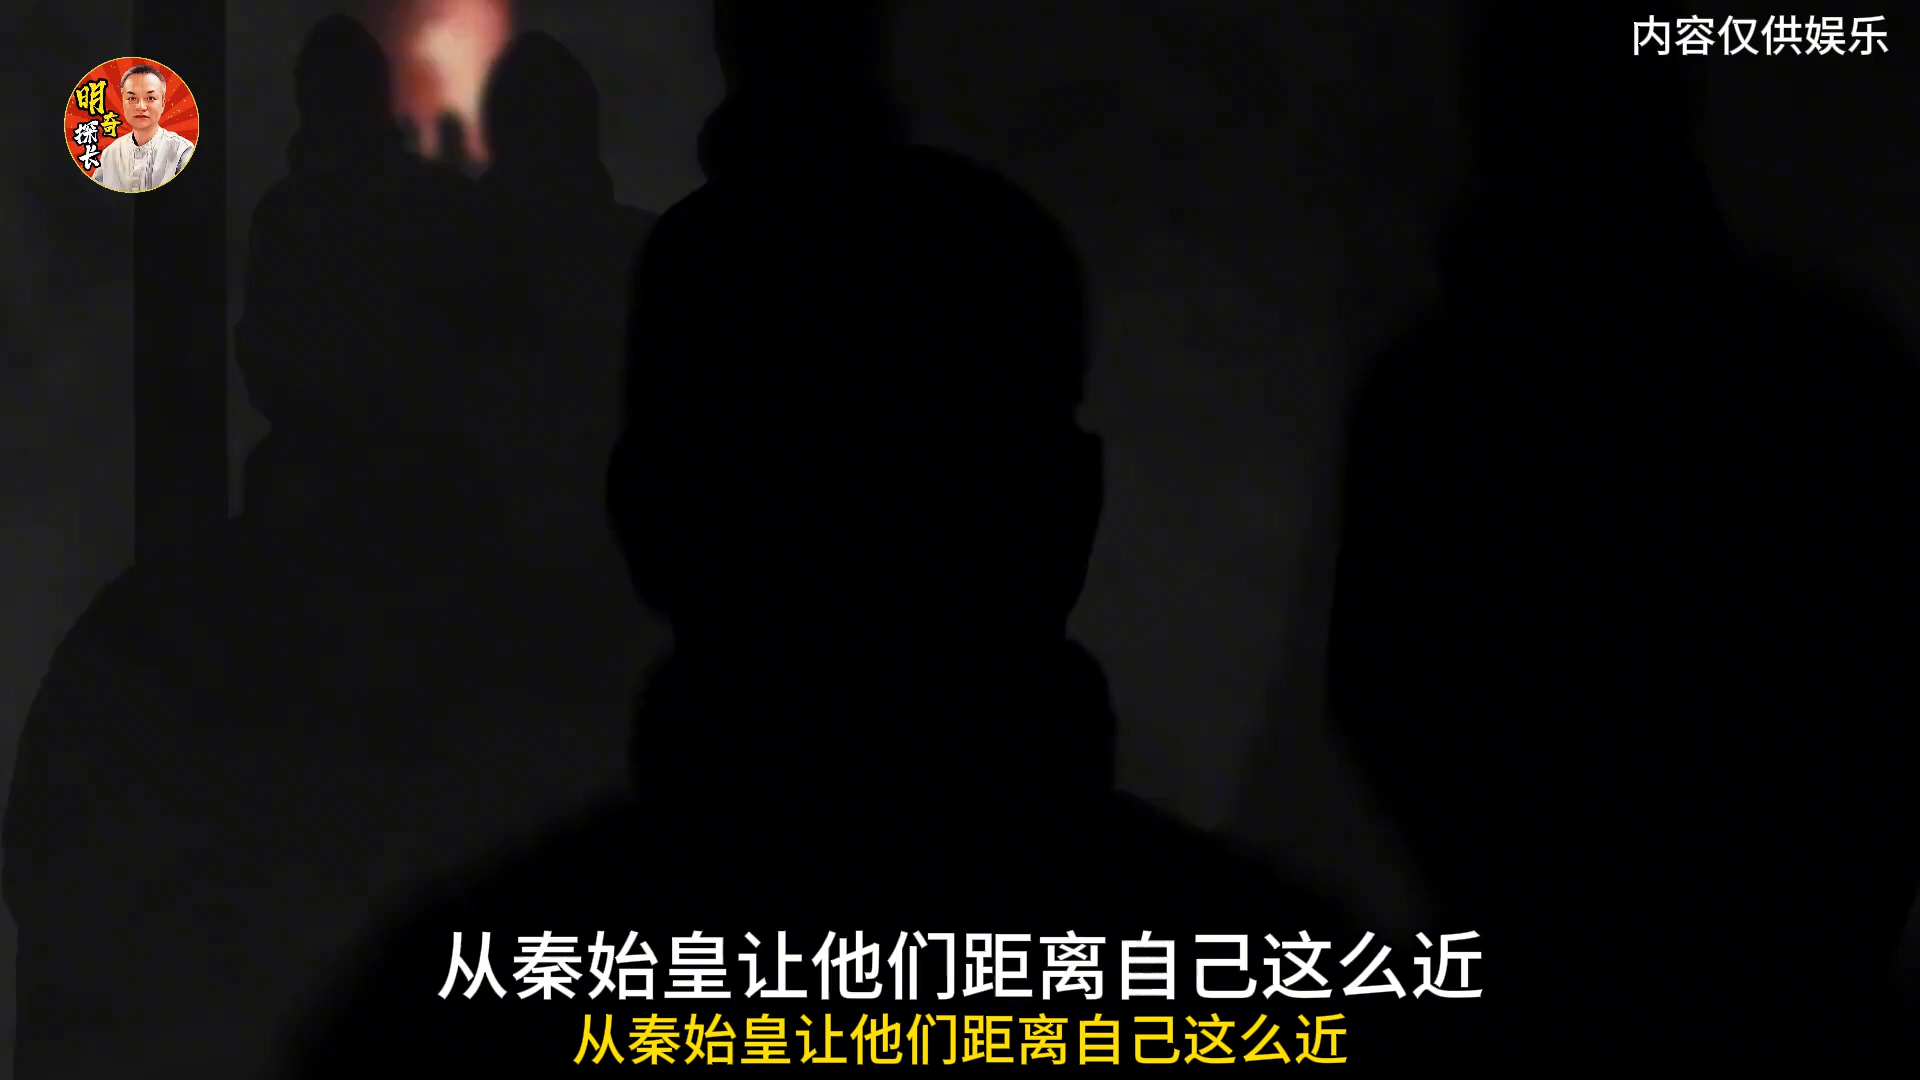 内容仅供娱乐
明奇
探长
从秦始皇让他们距离自己这么近
从秦始皇让他们距离自己这么近